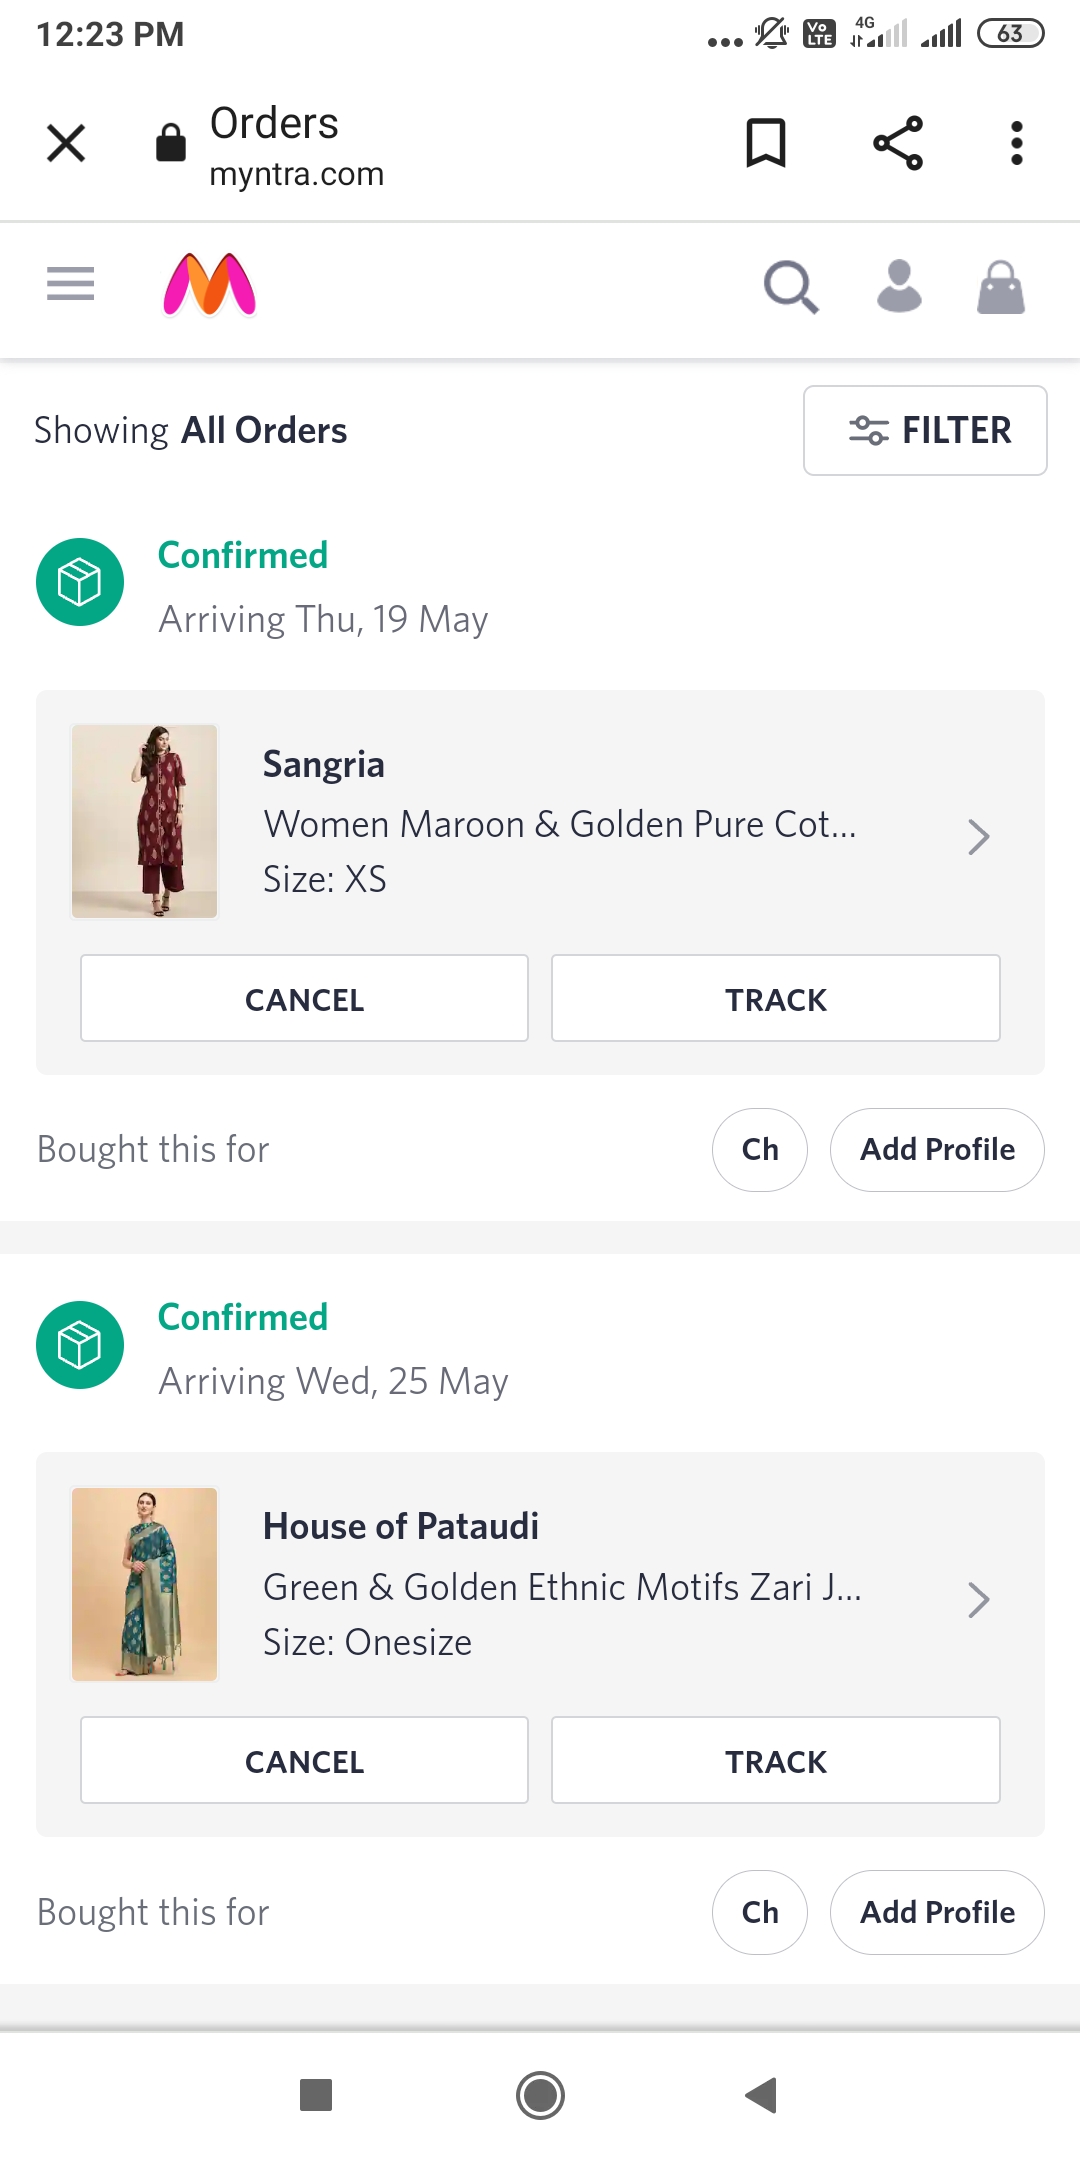 12:23 PM
Vo LTE 4G 63
Orders
myntra.com
Showing All Orders
FILTER
Confirmed
Arriving Thu, 19 May
Sangria
Women Maroon & Golden Pure Cot...
Size: XS
CANCEL TRACK
Bought this for Ch Add Profile
Confirmed
Arriving Wed, 25 May
House of Pataudi
Green & Golden Ethnic Motifs Zari J...
Size: Onesize
CANCEL TRACK
Bought this for Ch Add Profile